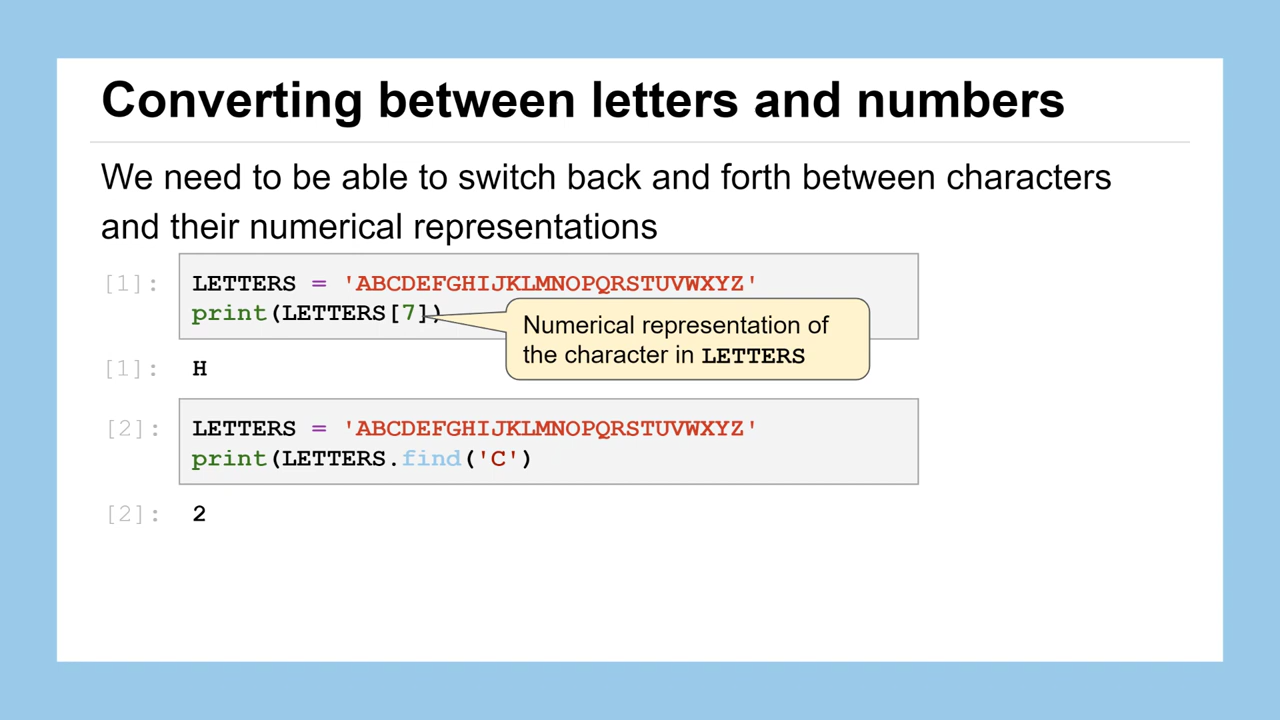 Converting between letters and numbers
We need to be able to switch back and forth between characters
and their numerical representations
[1]: LETTERS = 'ABCDEFGHIJKLMNOPQRSTUVWXYZ'
print(LETTERS[7])
Numerical representation of
the character in LETTERS
[1]: H
[2]: LETTERS = 'ABCDEFGHIJKLMNOPQRSTUVWXYZ'
print(LETTERS.find('C')
[2]: 2